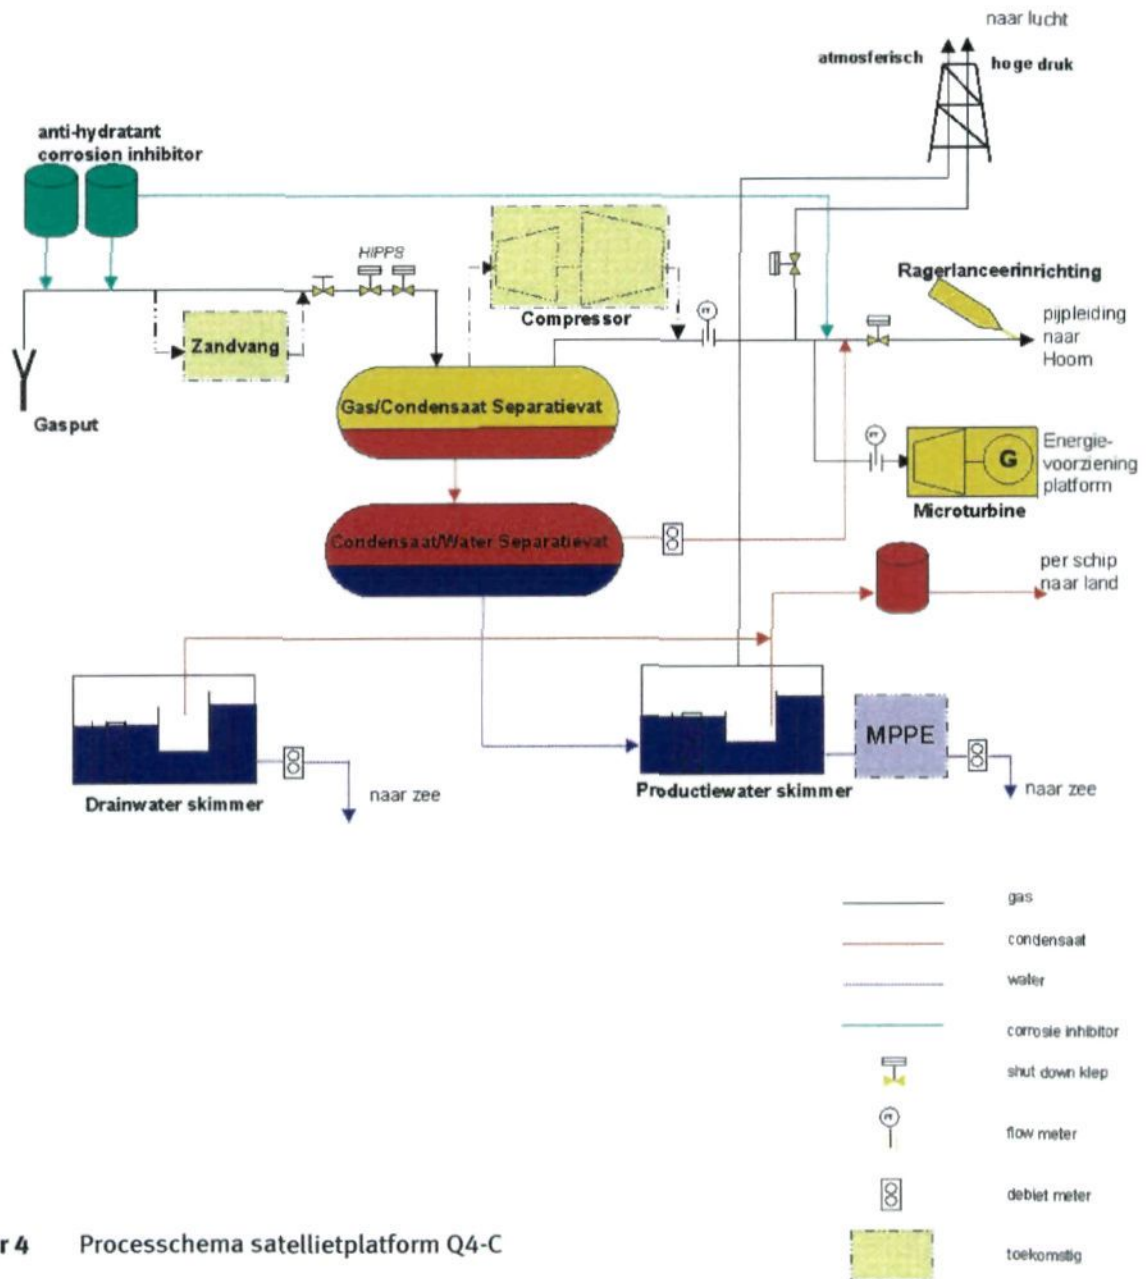 naar lucht
atmosferisch
hoge druk
anti-hydratant
corrosion inhibitor
HIPPS
Ragerlanceerinrichting
Compressor
Zandvang
pijpleiding
naar
Hoorn
Gas/Condensaat Separatievat
Gasput
Energie-
voorziening
platform
G
Microturbine
Condensaat/Water Separatievat
per schip
naar land
MPPE
Drainwater skimmer
naar zee
Productiewater skimmer
naar zee
gas
condensaat
water
corrosie inhibitor
shut down klep
flow meter
debiet meter
toekomstig
r 4 Processchema satellietplatform Q4-C